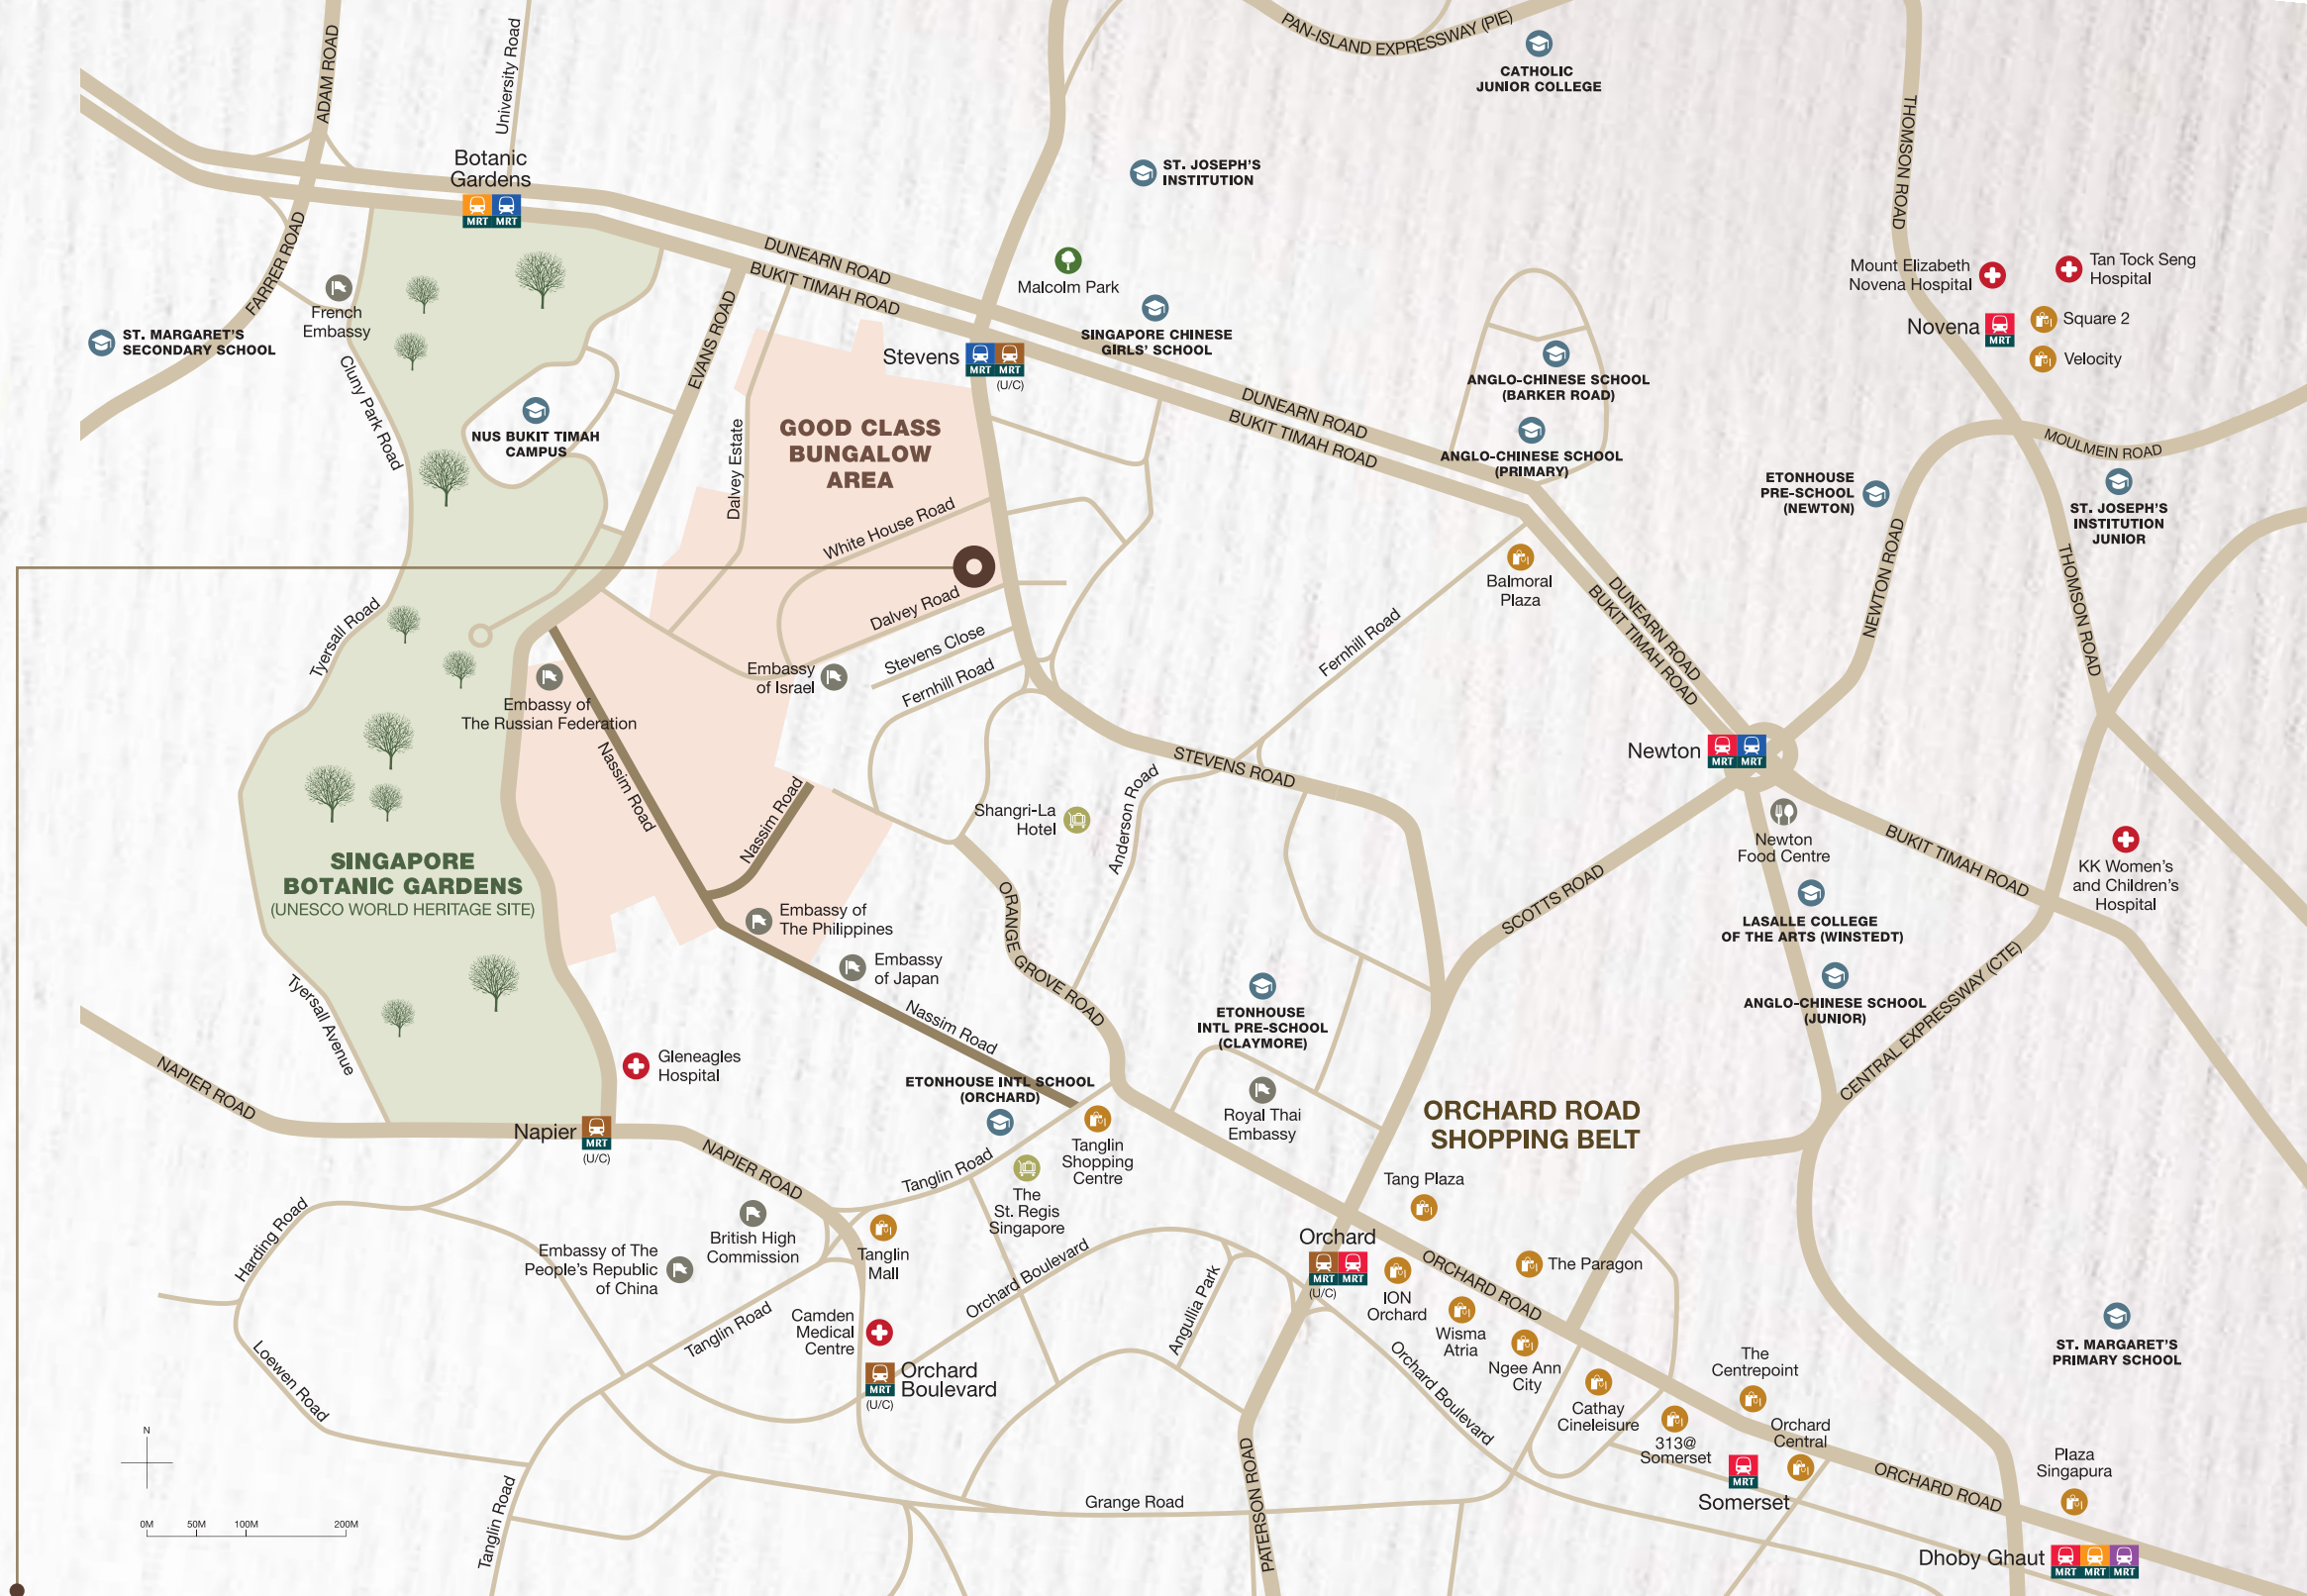 ADAM ROAD
University Road
PAN-ISLAND EXPRESSWAY (PIE)
CATHOLIC
JUNIOR COLLEGE
THOMSON ROAD
Botanic
Gardens
MRT MRT
ST. JOSEPH'S
INSTITUTION
FARRER ROAD
DUNEARN ROAD
BUKIT TIMAH ROAD
Malcolm Park
Mount Elizabeth
Novena Hospital
Tan Tock Seng
Hospital
French
Embassy
ST. MARGARET'S
SECONDARY SCHOOL
EVANS ROAD
Stevens
MRT MRT
(U/C)
SINGAPORE CHINESE
GIRLS' SCHOOL
Novena
MRT
Square 2
Velocity
Cluny Park Road
NUS BUKIT TIMAH
CAMPUS
Dalvey Estate
GOOD CLASS
BUNGALOW
AREA
DUNEARN ROAD
BUKIT TIMAH ROAD
ANGLO-CHINESE SCHOOL
(BARKER ROAD)
ANGLO-CHINESE SCHOOL
(PRIMARY)
MOULMEIN ROAD
ETONHOUSE
PRE-SCHOOL
(NEWTON)
ST. JOSEPH'S
INSTITUTION
JUNIOR
White House Road
NEWTON ROAD
THOMSON ROAD
Balmoral
Plaza
DUNEARN ROAD
BUKIT TIMAH ROAD
Tyersall Road
Dalvey Road
Stevens Close
Fernhill Road
Fernhill Road
Embassy
of Israel
Embassy of
The Russian Federation
Nassim Road
Nassim Road
STEVENS ROAD
Newton
MRT MRT
Shangri-La
Hotel
Anderson Road
Newton
Food Centre
BUKIT TIMAH ROAD
KK Women's
and Children's
Hospital
SINGAPORE
BOTANIC GARDENS
(UNESCO WORLD HERITAGE SITE)
SCOTTS ROAD
LASALLE COLLEGE
OF THE ARTS (WINSTEDT)
Embassy of
The Philippines
Embassy
of Japan
ORANGE GROVE ROAD
ANGLO-CHINESE SCHOOL
(JUNIOR)
CENTRAL EXPRESSWAY (CTE)
Tyersall Avenue
Nassim Road
ETONHOUSE
INTL PRE-SCHOOL
(CLAYMORE)
Gleneagles
Hospital
NAPIER ROAD
ETONHOUSE INTL SCHOOL
(ORCHARD)
Royal Thai
Embassy
ORCHARD ROAD
SHOPPING BELT
Napier
MRT
(U/C)
NAPIER ROAD
Tanglin Road
Tanglin
Shopping
Centre
The
St. Regis
Singapore
Tang Plaza
Harding Road
British High
Commission
Embassy of The
People's Republic
of China
Tanglin
Mall
Orchard Boulevard
Orchard
MRT MRT
(U/C)
ION
Orchard
ORCHARD ROAD
The Paragon
Angullia Park
Wisma
Atria
Ngee Ann
City
Tanglin Road
Camden
Medical
Centre
MRT
(U/C)
Orchard
Boulevard
Loewen Road
Orchard Boulevard
Cathay
Cineleisure
The
Centrepoint
ST. MARGARET'S
PRIMARY SCHOOL
313@
Somerset
Orchard
Central
MRT
Somerset
ORCHARD ROAD
Plaza
Singapura
N
0M 50M 100M 200M
Tanglin Road
Grange Road
PATERSON ROAD
Dhoby Ghaut
MRT MRT MRT